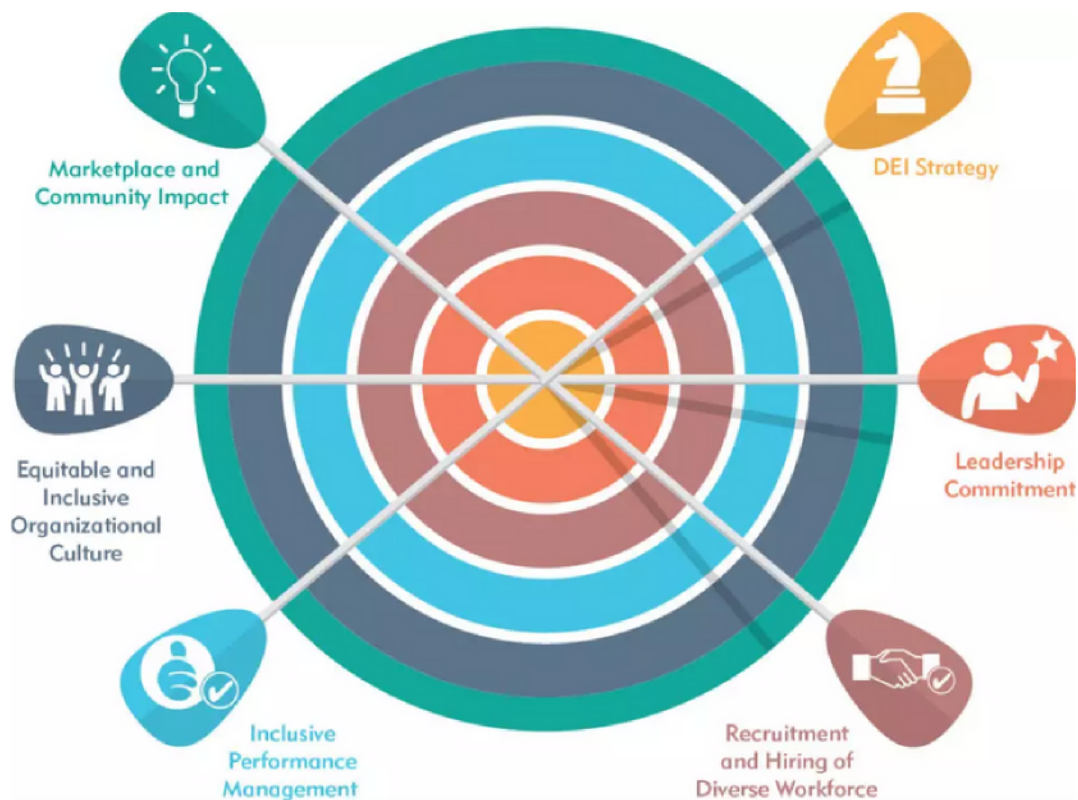 Marketplace and
Community Impact
DEI Strategy
Equitable and
Inclusive
Organizational
Culture
Leadership
Commitment
Inclusive
Performance
Management
Recruitment
and Hiring of
Diverse Workforce